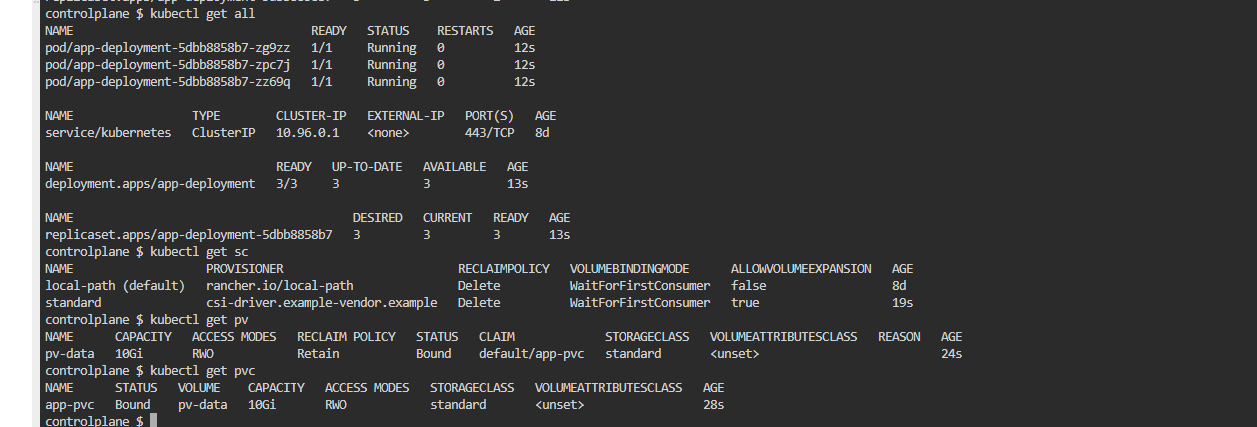 controlplane $ kubectl get all
NAME READY STATUS RESTARTS AGE
pod/app-deployment-5dbb8858b7-zg9zz 1/1 Running 0 12s
pod/app-deployment-5dbb8858b7-zpc7j 1/1 Running 0 12s
pod/app-deployment-5dbb8858b7-zz69q 1/1 Running 0 12s
NAME TYPE CLUSTER-IP EXTERNAL-IP PORT(S) AGE
service/kubernetes ClusterIP 10.96.0.1 <none> 443/TCP 8d
NAME READY UP-TO-DATE AVAILABLE AGE
deployment.apps/app-deployment 3/3 3 3 13s
NAME DESIRED CURRENT READY AGE
replicaset.apps/app-deployment-5dbb8858b7 3 3 3 13s
controlplane $ kubectl get sc
NAME PROVISIONER RECLAIMPOLICY VOLUMEBINDINGMODE ALLOWVOLUMEEXPANSION AGE
local-path (default) rancher.io/local-path Delete WaitForFirstConsumer false 8d
standard csi-driver.example-vendor.example Delete WaitForFirstConsumer true 19s
controlplane $ kubectl get pv
NAME CAPACITY ACCESS MODES RECLAIM POLICY STATUS CLAIM STORAGECLASS VOLUMEATTRIBUTESCLASS REASON AGE
pv-data 10Gi RWO Retain Bound default/app-pvc standard <unset> 24s
controlplane $ kubectl get pvc
NAME STATUS VOLUME CAPACITY ACCESS MODES STORAGECLASS VOLUMEATTRIBUTESCLASS AGE
app-pvc Bound pv-data 10Gi RWO standard <unset> 28s
controlplane $